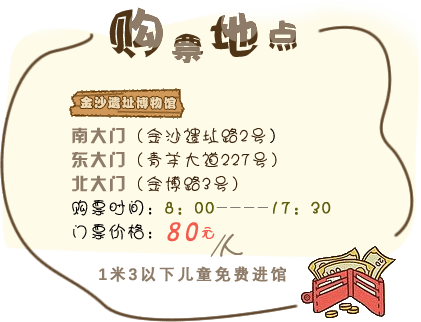 购票地点
金沙遗址博物馆
南大门（金沙遗址路2号）
东大门（青羊大道227号）
北大门（金博路3号）
购票时间：8：00----17：30
门票价格：80元/人
1米3以下儿童免费进馆